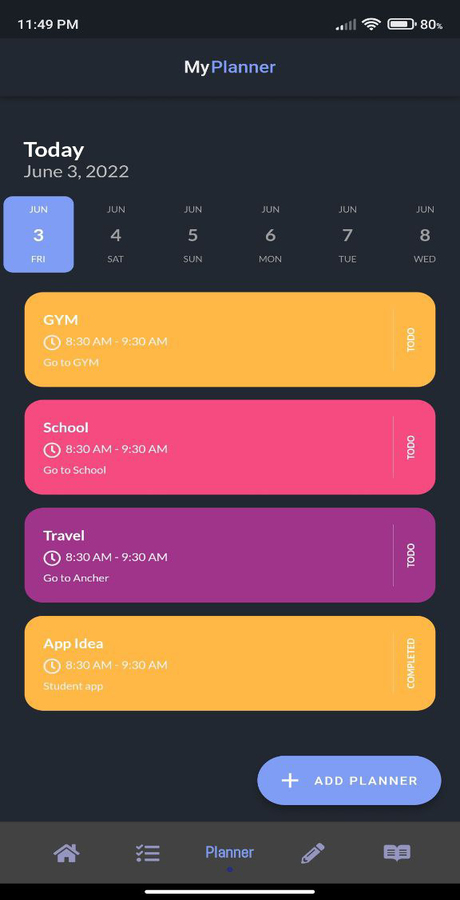 11:49 PM 80%
MyPlanner
Today
June 3, 2022
JUN JUN JUN JUN JUN JUN
3 4 5 6 7 8
FRI SAT SUN MON TUE WED
GYM
8:30 AM - 9:30 AM
Go to GYM
TODO
School
8:30 AM - 9:30 AM
Go to School
TODO
Travel
8:30 AM - 9:30 AM
Go to Ancher
TODO
App Idea
8:30 AM - 9:30 AM
Student app
COMPLETED
ADD PLANNER
Planner